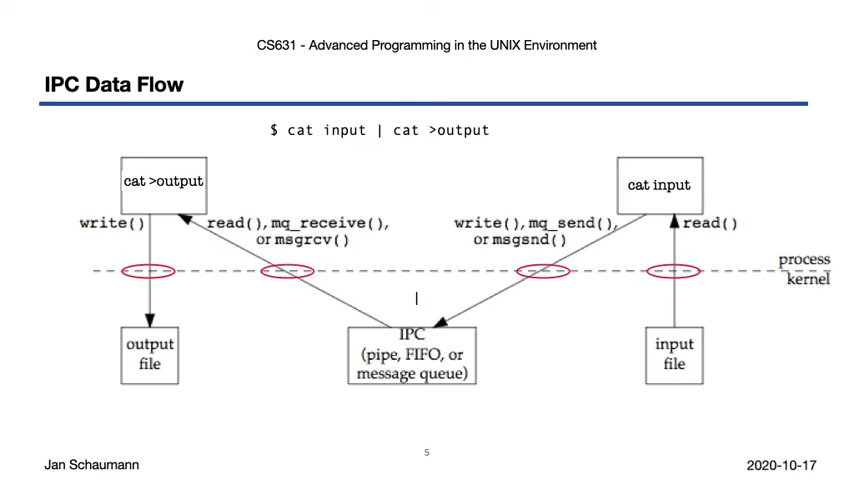 CS631 - Advanced Programming in the UNIX Environment
IPC Data Flow
$ cat input | cat >output
cat >output
cat input
write()
read(), mq_receive(),
or msgrcv()
write(), mq_send(),
or msgsnd()
read()
process
kernel
|
output
file
IPC
(pipe, FIFO, or
message queue)
input
file
5
Jan Schaumann
2020-10-17